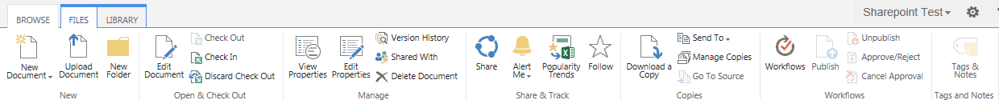 BROWSE FILES LIBRARY Sharepoint Test
New Document
Upload Document
New Folder
New
Edit Document
Check Out
Check In
Discard Check Out
Open & Check Out
View Properties
Edit Properties
Version History
Shared With
Delete Document
Manage
Share
Alert Me
Popularity Trends
Follow
Share & Track
Download a Copy
Send To
Manage Copies
Go To Source
Copies
Workflows
Publish
Unpublish
Approve/Reject
Cancel Approval
Workflows
Tags & Notes
Tags and Notes